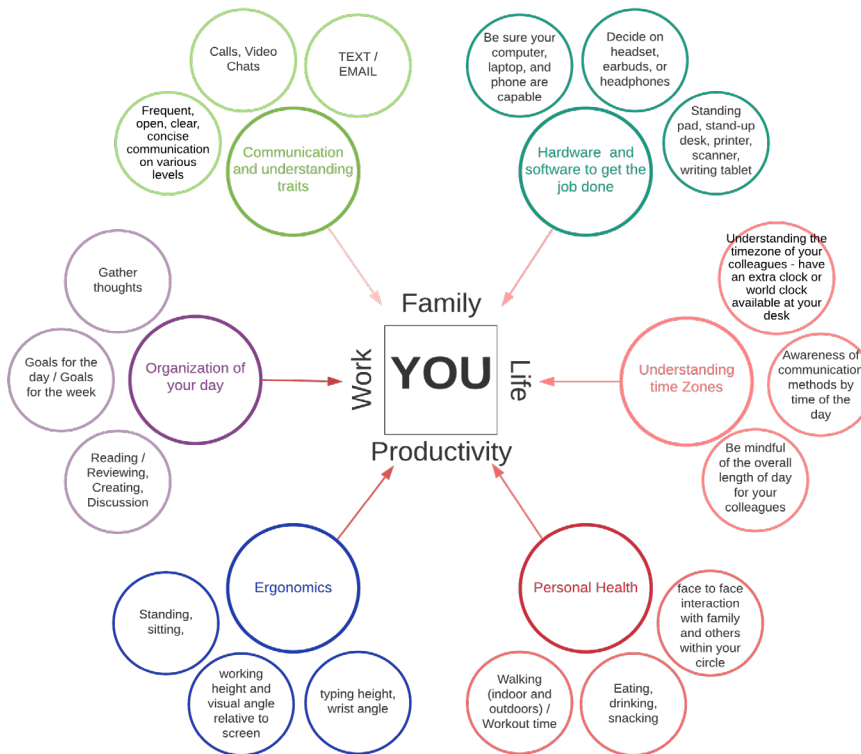 Calls, Video
Chats
TEXT /
EMAIL
Frequent,
open, clear,
concise
communication
on various
levels
Communication
and understanding
traits
Be sure your
computer,
laptop, and
phone are
capable
Decide on
headset,
earbuds, or
headphones
Standing
pad, stand-up
desk, printer,
scanner,
writing tablet
Hardware and
software to get the
job done
Gather
thoughts
Goals for the
day / Goals
for the week
Reading /
Reviewing,
Creating,
Discussion
Organization of
your day
Family
Work
YOU
Life
Productivity
Understanding the
timezone of your
colleagues - have
an extra clock or
world clock
available at your
desk
Understanding
time Zones
Awareness of
communication
methods by
time of the
day
Be mindful
of the overall
length of day
for your
colleagues
Ergonomics
Standing,
sitting,
working
height and
visual angle
relative to
screen
typing height,
wrist angle
Personal Health
face to face
interaction
with family
and others
within your
circle
Walking
(indoor and
outdoors) /
Workout time
Eating,
drinking,
snacking